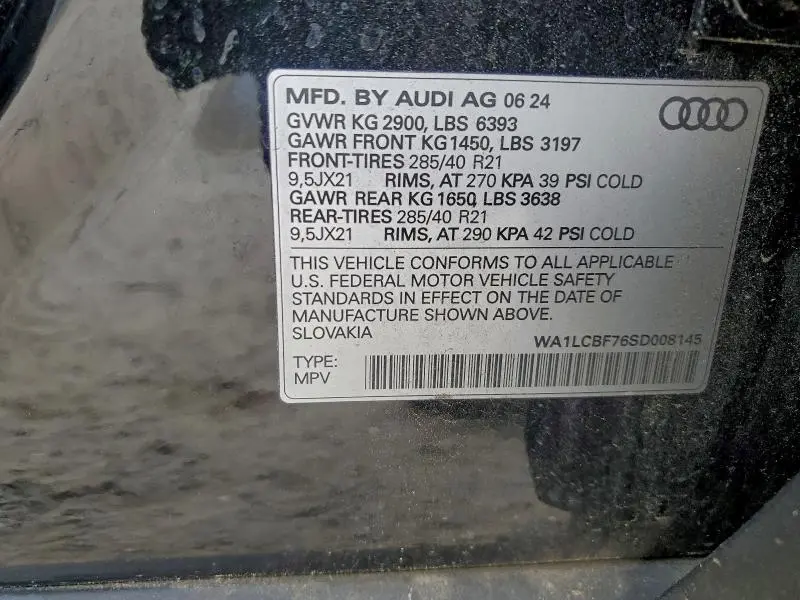 MFD. BY AUDI AG 06 24
GVWR KG 2900, LBS 6393
GAWR FRONT KG 1450, LBS 3197
FRONT-TIRES 285/40 R21
9,5JX21 RIMS, AT 270 KPA 39 PSI COLD
GAWR REAR KG 1650, LBS 3638
REAR-TIRES 285/40 R21
9,5JX21 RIMS, AT 290 KPA 42 PSI COLD
THIS VEHICLE CONFORMS TO ALL APPLICABLE
U.S. FEDERAL MOTOR VEHICLE SAFETY
STANDARDS IN EFFECT ON THE DATE OF
MANUFACTURE SHOWN ABOVE.
SLOVAKIA WA1LCBF76SD008145
TYPE:
MPV